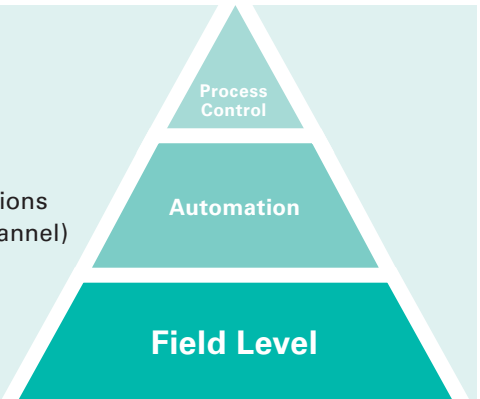 Process
Control
ions
annel)
Automation
Field Level